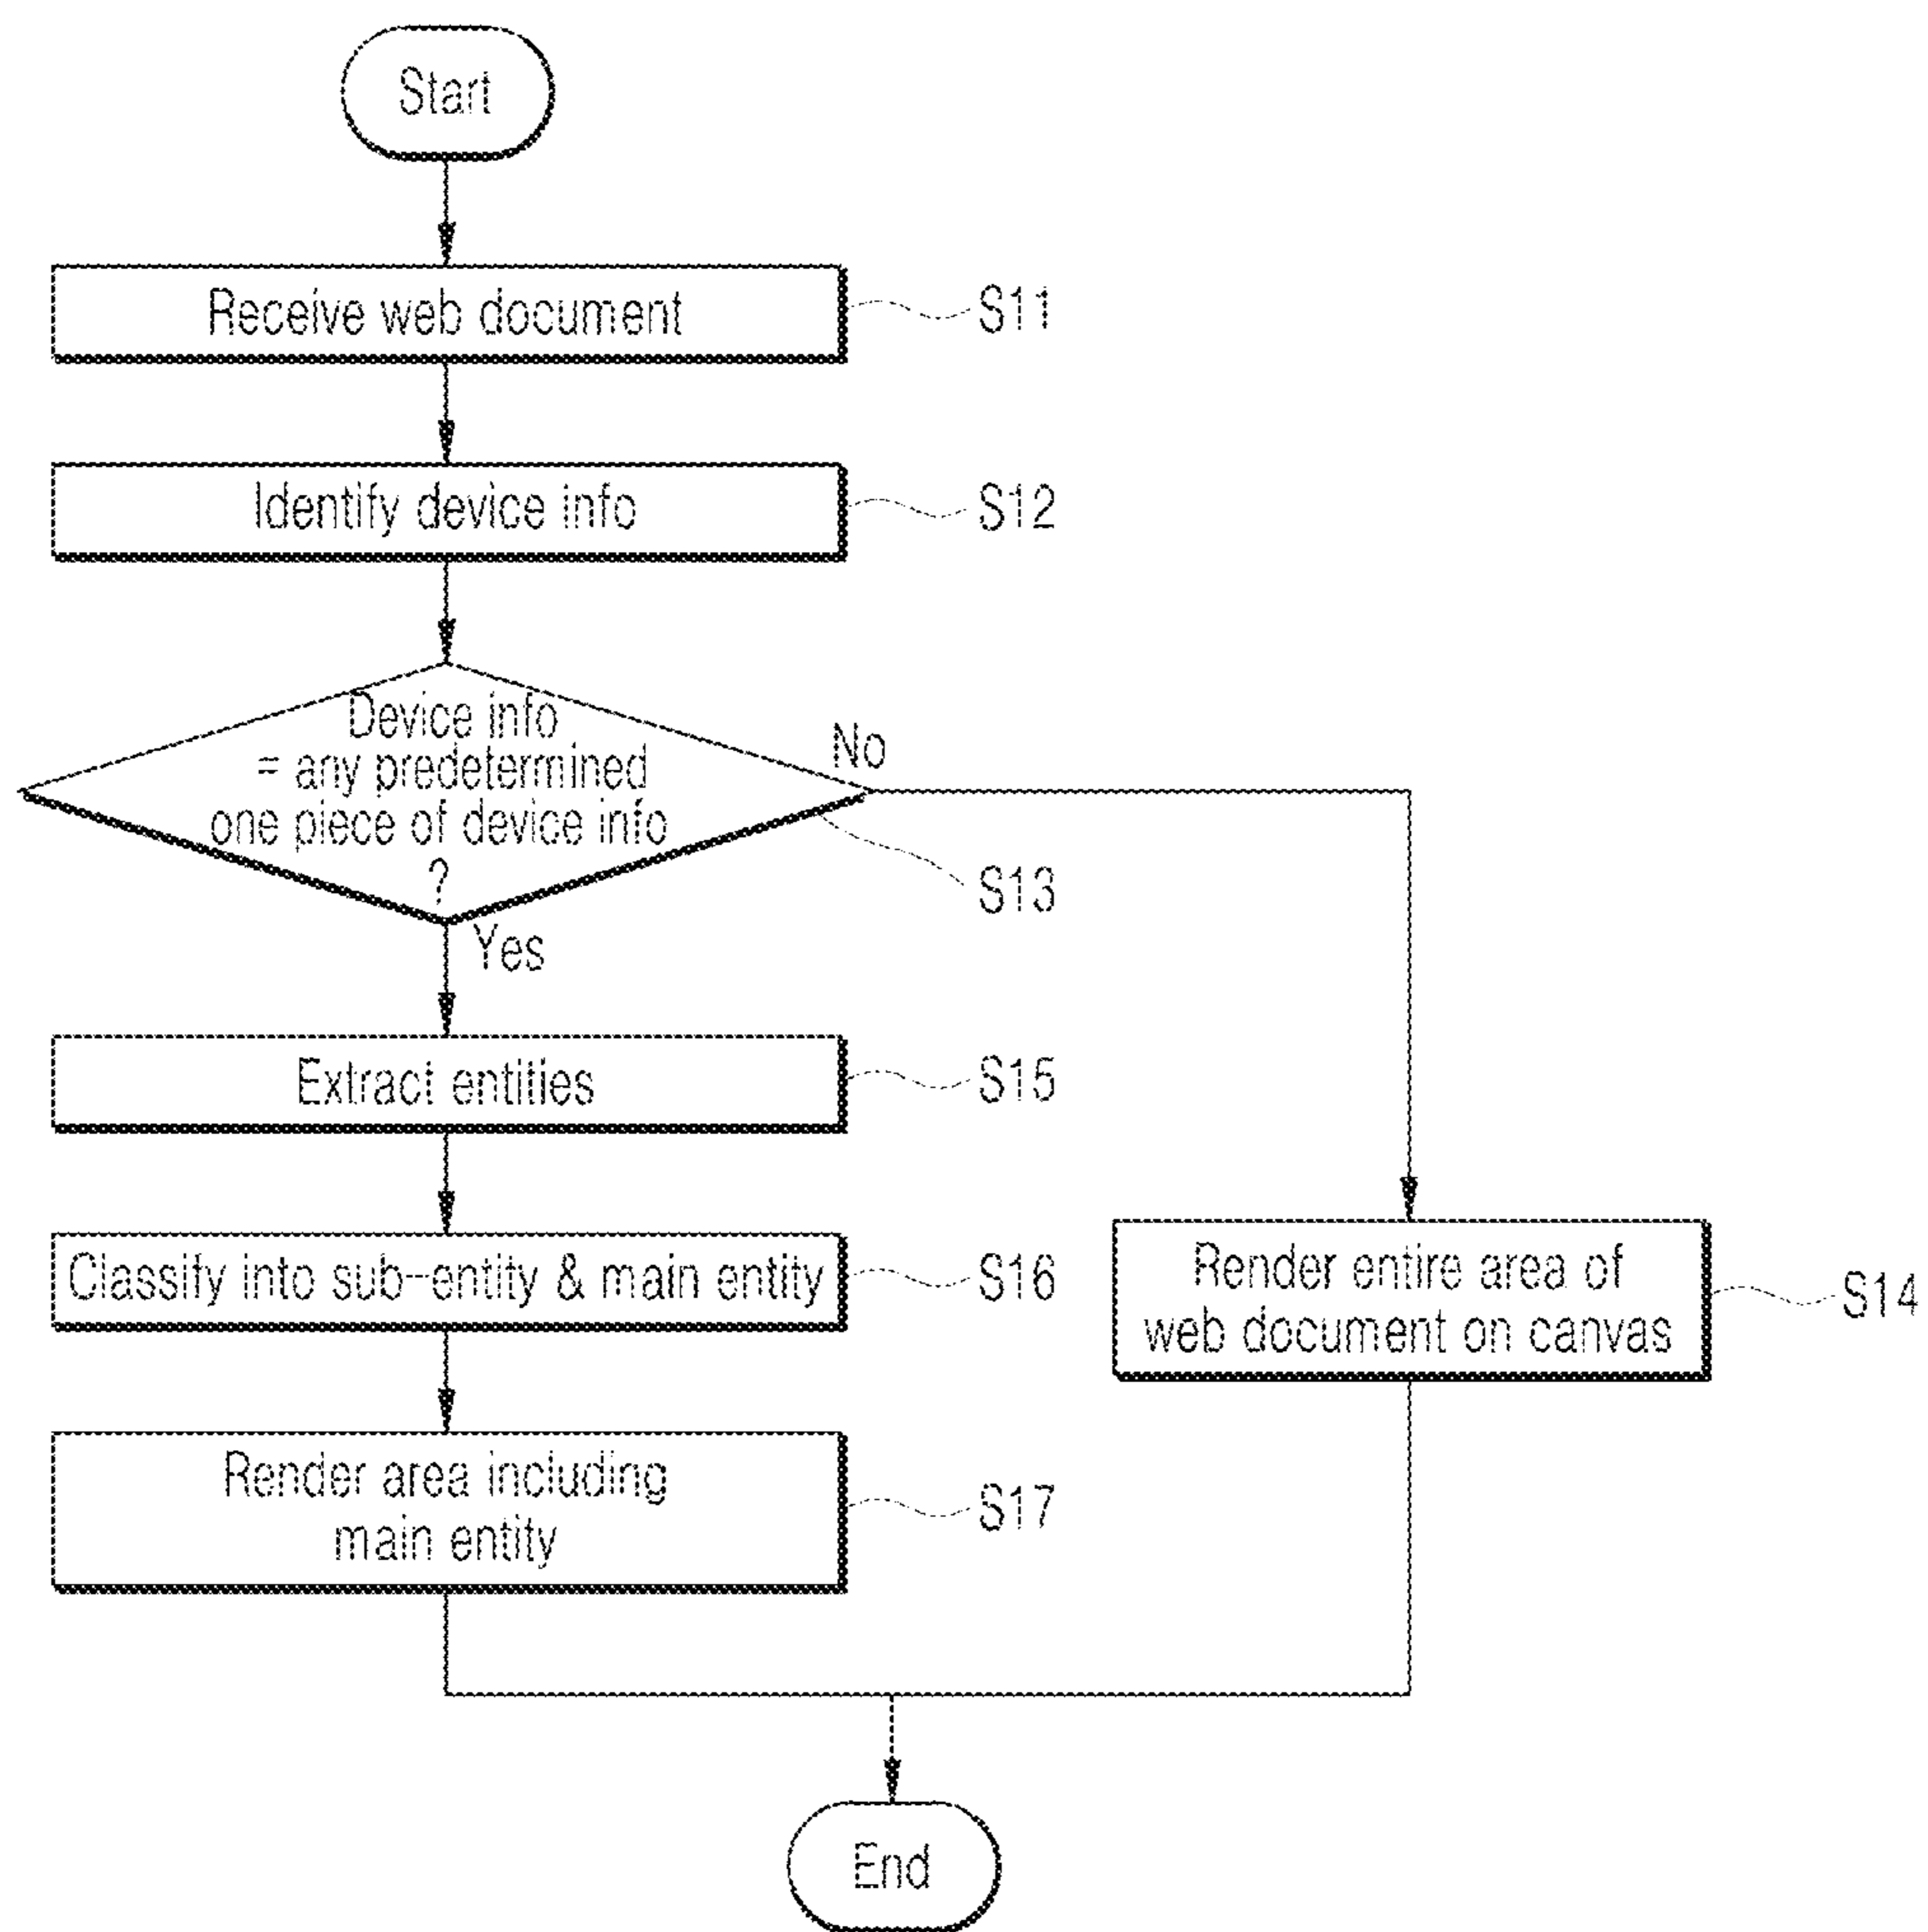 Start
Receive web document
S11
Identify device info
S12
Device info
= any predetermined
one piece of device info
?
No
S13
Yes
Extract entities
S15
Classify into sub-entity & main entity
S16
Render entire area of
web document on canvas
S14
Render area including
main entity
S17
End